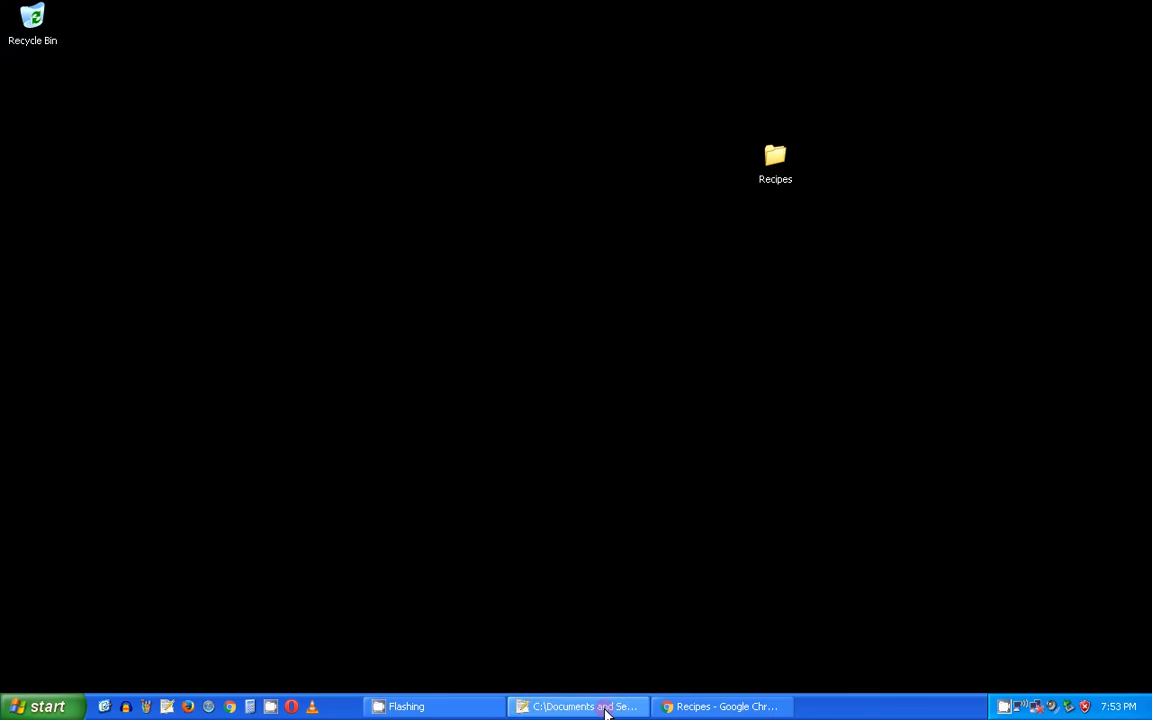 Recycle Bin
Recipes
start
Flashing
C:\Documents and Se...
Recipes - Google Chr...
7:53 PM